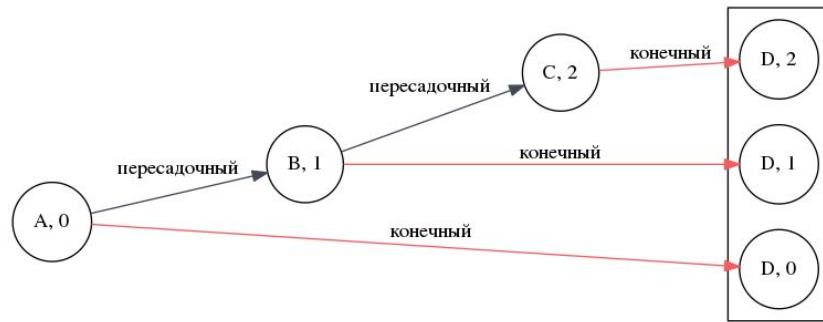 конечный
D, 2
C, 2
пересадочный
конечный
D, 1
B, 1
пересадочный
A, 0
конечный
D, 0